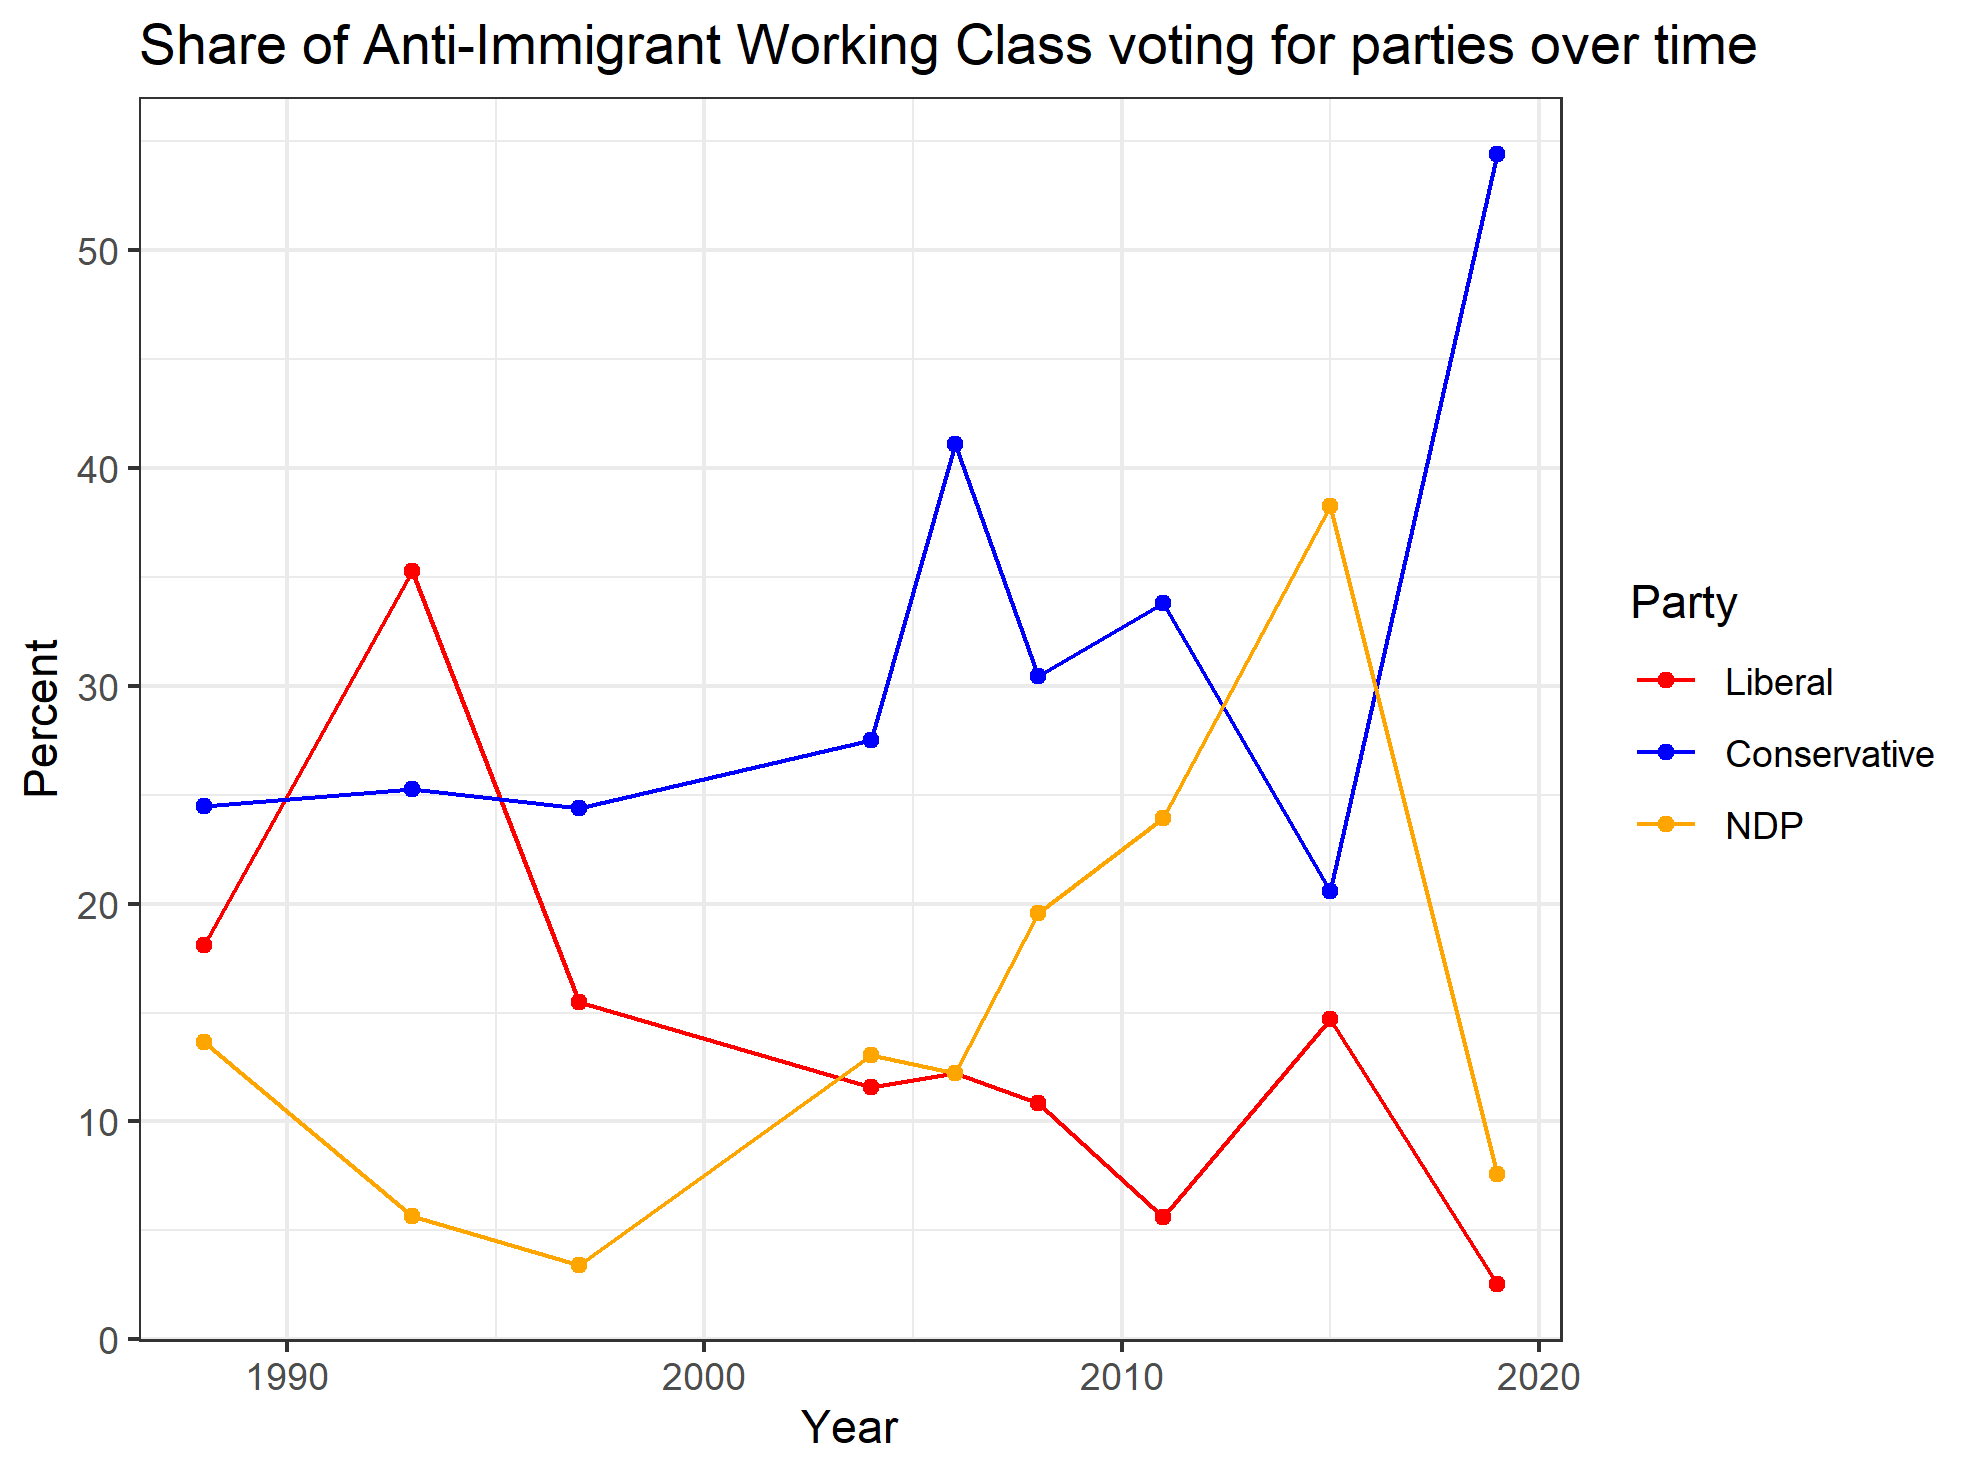 Share of Anti-Immigrant Working Class voting for parties over time
Percent
50
40
30
20
10
0
1990
2000
2010
2020
Year
Party
Liberal
Conservative
NDP